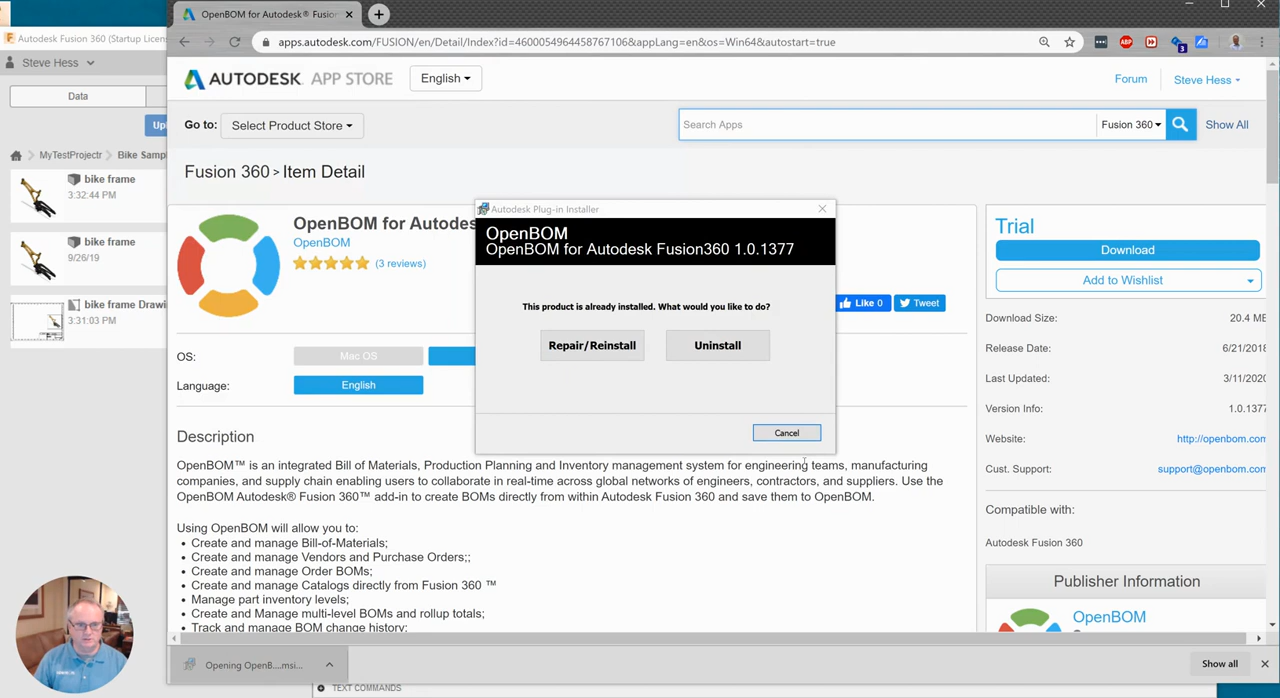 Autodesk Fusion 360 (Startup Licen
Steve Hess
Data
Upl
MyTestProjectr > Bike Samp
bike frame
3:32:44 PM
bike frame
9/26/19
bike frame Drawi
3:31:03 PM
OpenBOM for Autodesk® Fusion
apps.autodesk.com/FUSION/en/Detail/Index?id=4600054964458767106&appLang=en&os=Win64&autostart=true
ABP
3
AUTODESK. APP STORE
English
Forum
Steve Hess
Go to:
Select Product Store
Search Apps
Fusion 360
Show All
Fusion 360 > Item Detail
OpenBOM for Autodes
OpenBOM
(3 reviews)
Like 0
Tweet
OS:
Mac OS
Language:
English
Autodesk Plug-in Installer
OpenBOM
OpenBOM for Autodesk Fusion360 1.0.1377
This product is already installed. What would you like to do?
Repair/Reinstall
Uninstall
Cancel
Description
OpenBOM™ is an integrated Bill of Materials, Production Planning and Inventory management system for engineering teams, manufacturing
companies, and supply chain enabling users to collaborate in real-time across global networks of engineers, contractors, and suppliers. Use the
OpenBOM Autodesk® Fusion 360™ add-in to create BOMs directly from within Autodesk Fusion 360 and save them to OpenBOM.
Using OpenBOM will allow you to:
• Create and manage Bill-of-Materials;
• Create and manage Vendors and Purchase Orders;;
• Create and manage Order BOMs;
• Create and manage Catalogs directly from Fusion 360 ™
• Manage part inventory levels;
• Create and Manage multi-level BOMs and rollup totals;
• Track and manage BOM change history;
Trial
Download
Add to Wishlist
Download Size:
20.4 ME
Release Date:
6/21/2018
Last Updated:
3/11/2020
Version Info:
1.0.1377
Website:
http://openbom.com
Cust. Support:
support@openbom.com
Compatible with:
Autodesk Fusion 360
Publisher Information
OpenBOM
Opening OpenB....msi...
Show all
TEXT COMMANDS